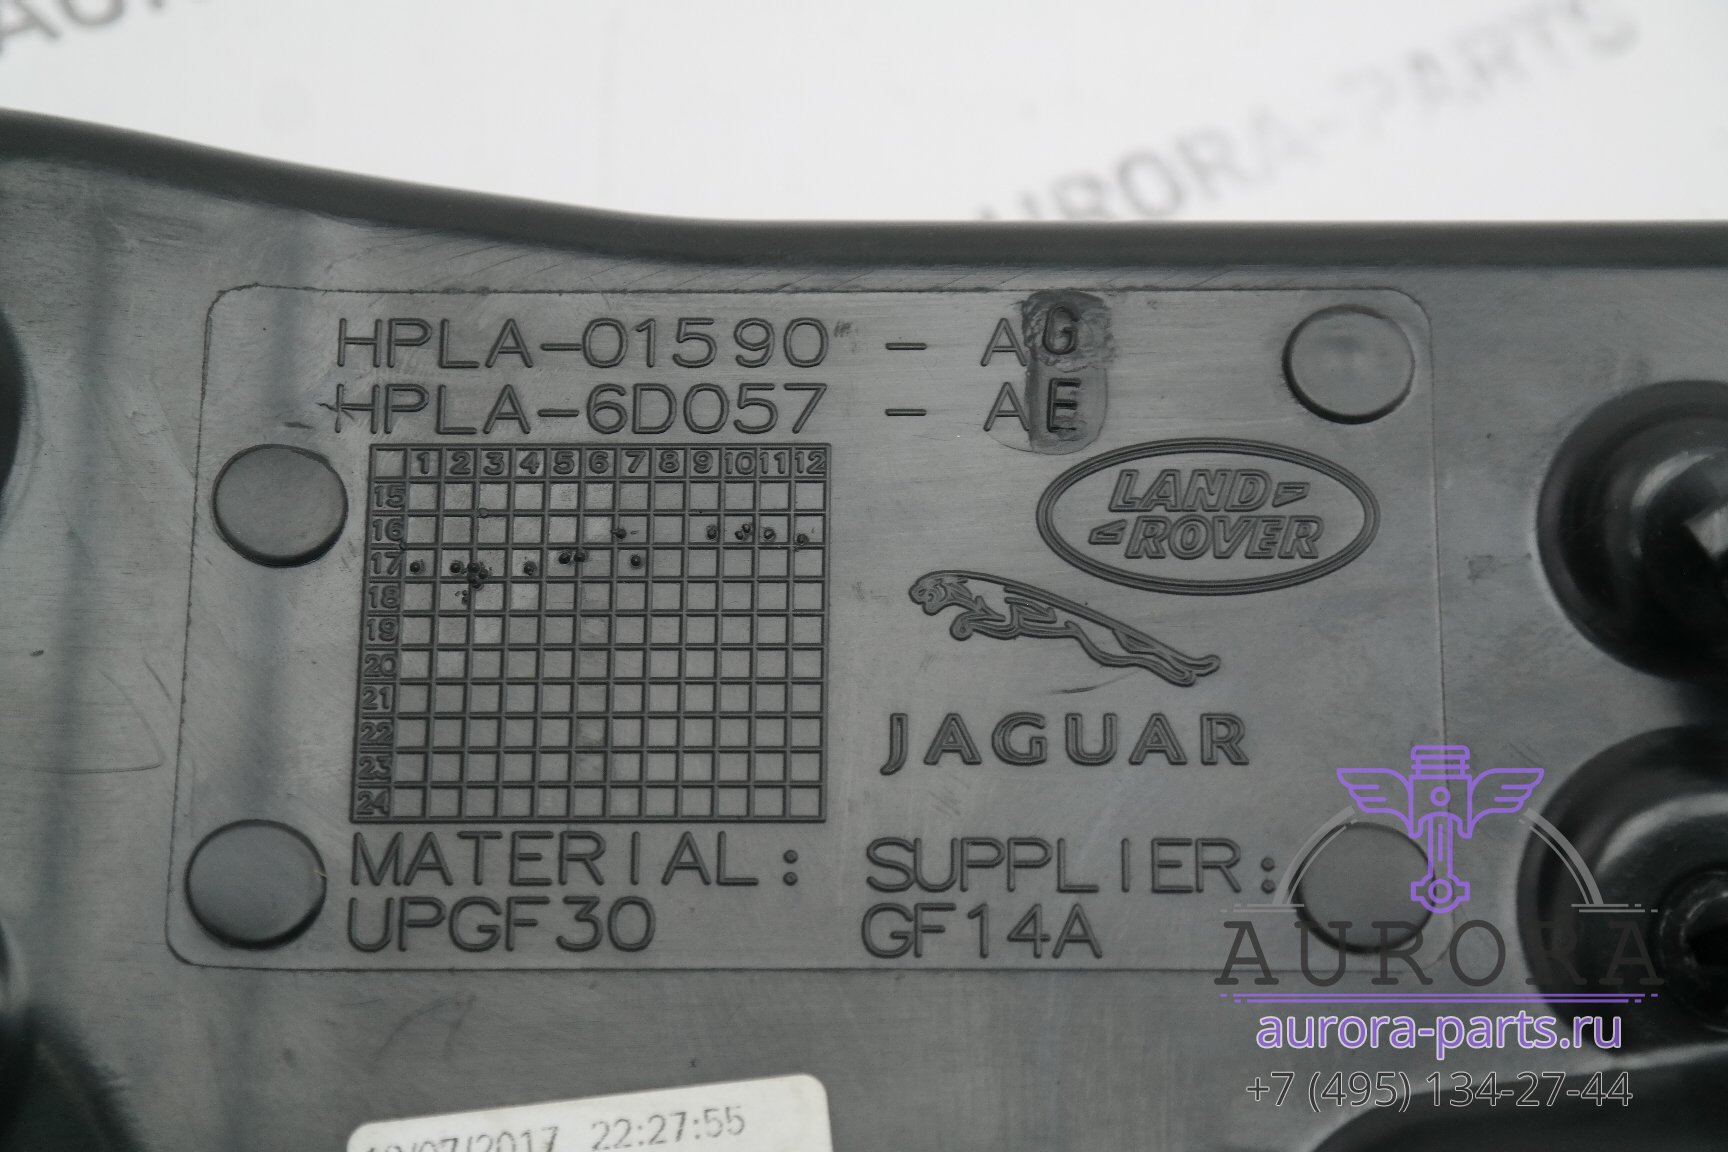 AURORA-PARTS
HPLA-01590 - AG
HPLA-6D057 - AE
1 2 3 4 5 6 7 8 9 10 11 12
15
16
17
18
19
20
21
22
23
24
LAND
ROVER
JAGUAR
MATERIAL: SUPPLIER:
UPGF30 GF14A
AURORA
aurora-parts.ru
+7 (495) 134-27-44
22:27:55